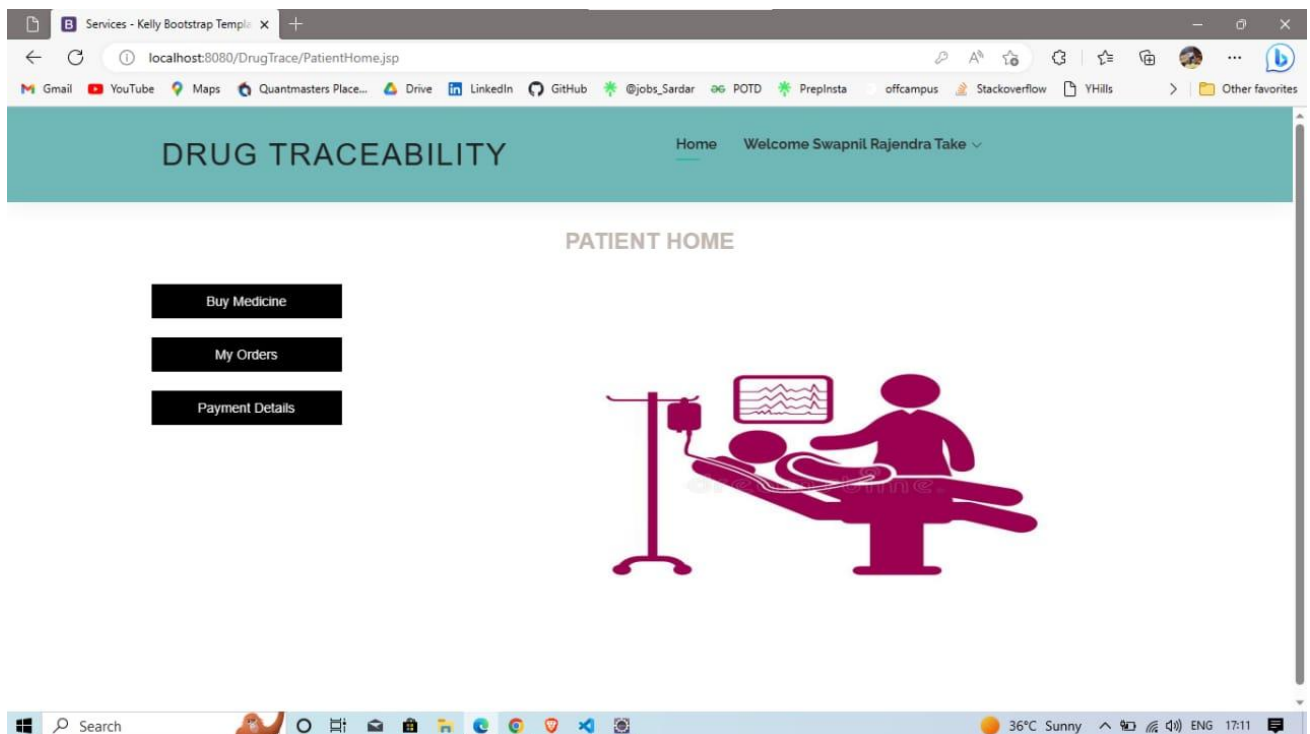 Services - Kelly Bootstrap Templa
localhost:8080/DrugTrace/PatientHome.jsp
Gmail YouTube Maps Quantmasters Place... Drive LinkedIn GitHub @jobs_Sardar POTD PrepInsta offcampus Stackoverflow YHills Other favorites
DRUG TRACEABILITY
Home Welcome Swapnil Rajendra Take
PATIENT HOME
Buy Medicine
My Orders
Payment Details
Search
36°C Sunny ENG 17:11